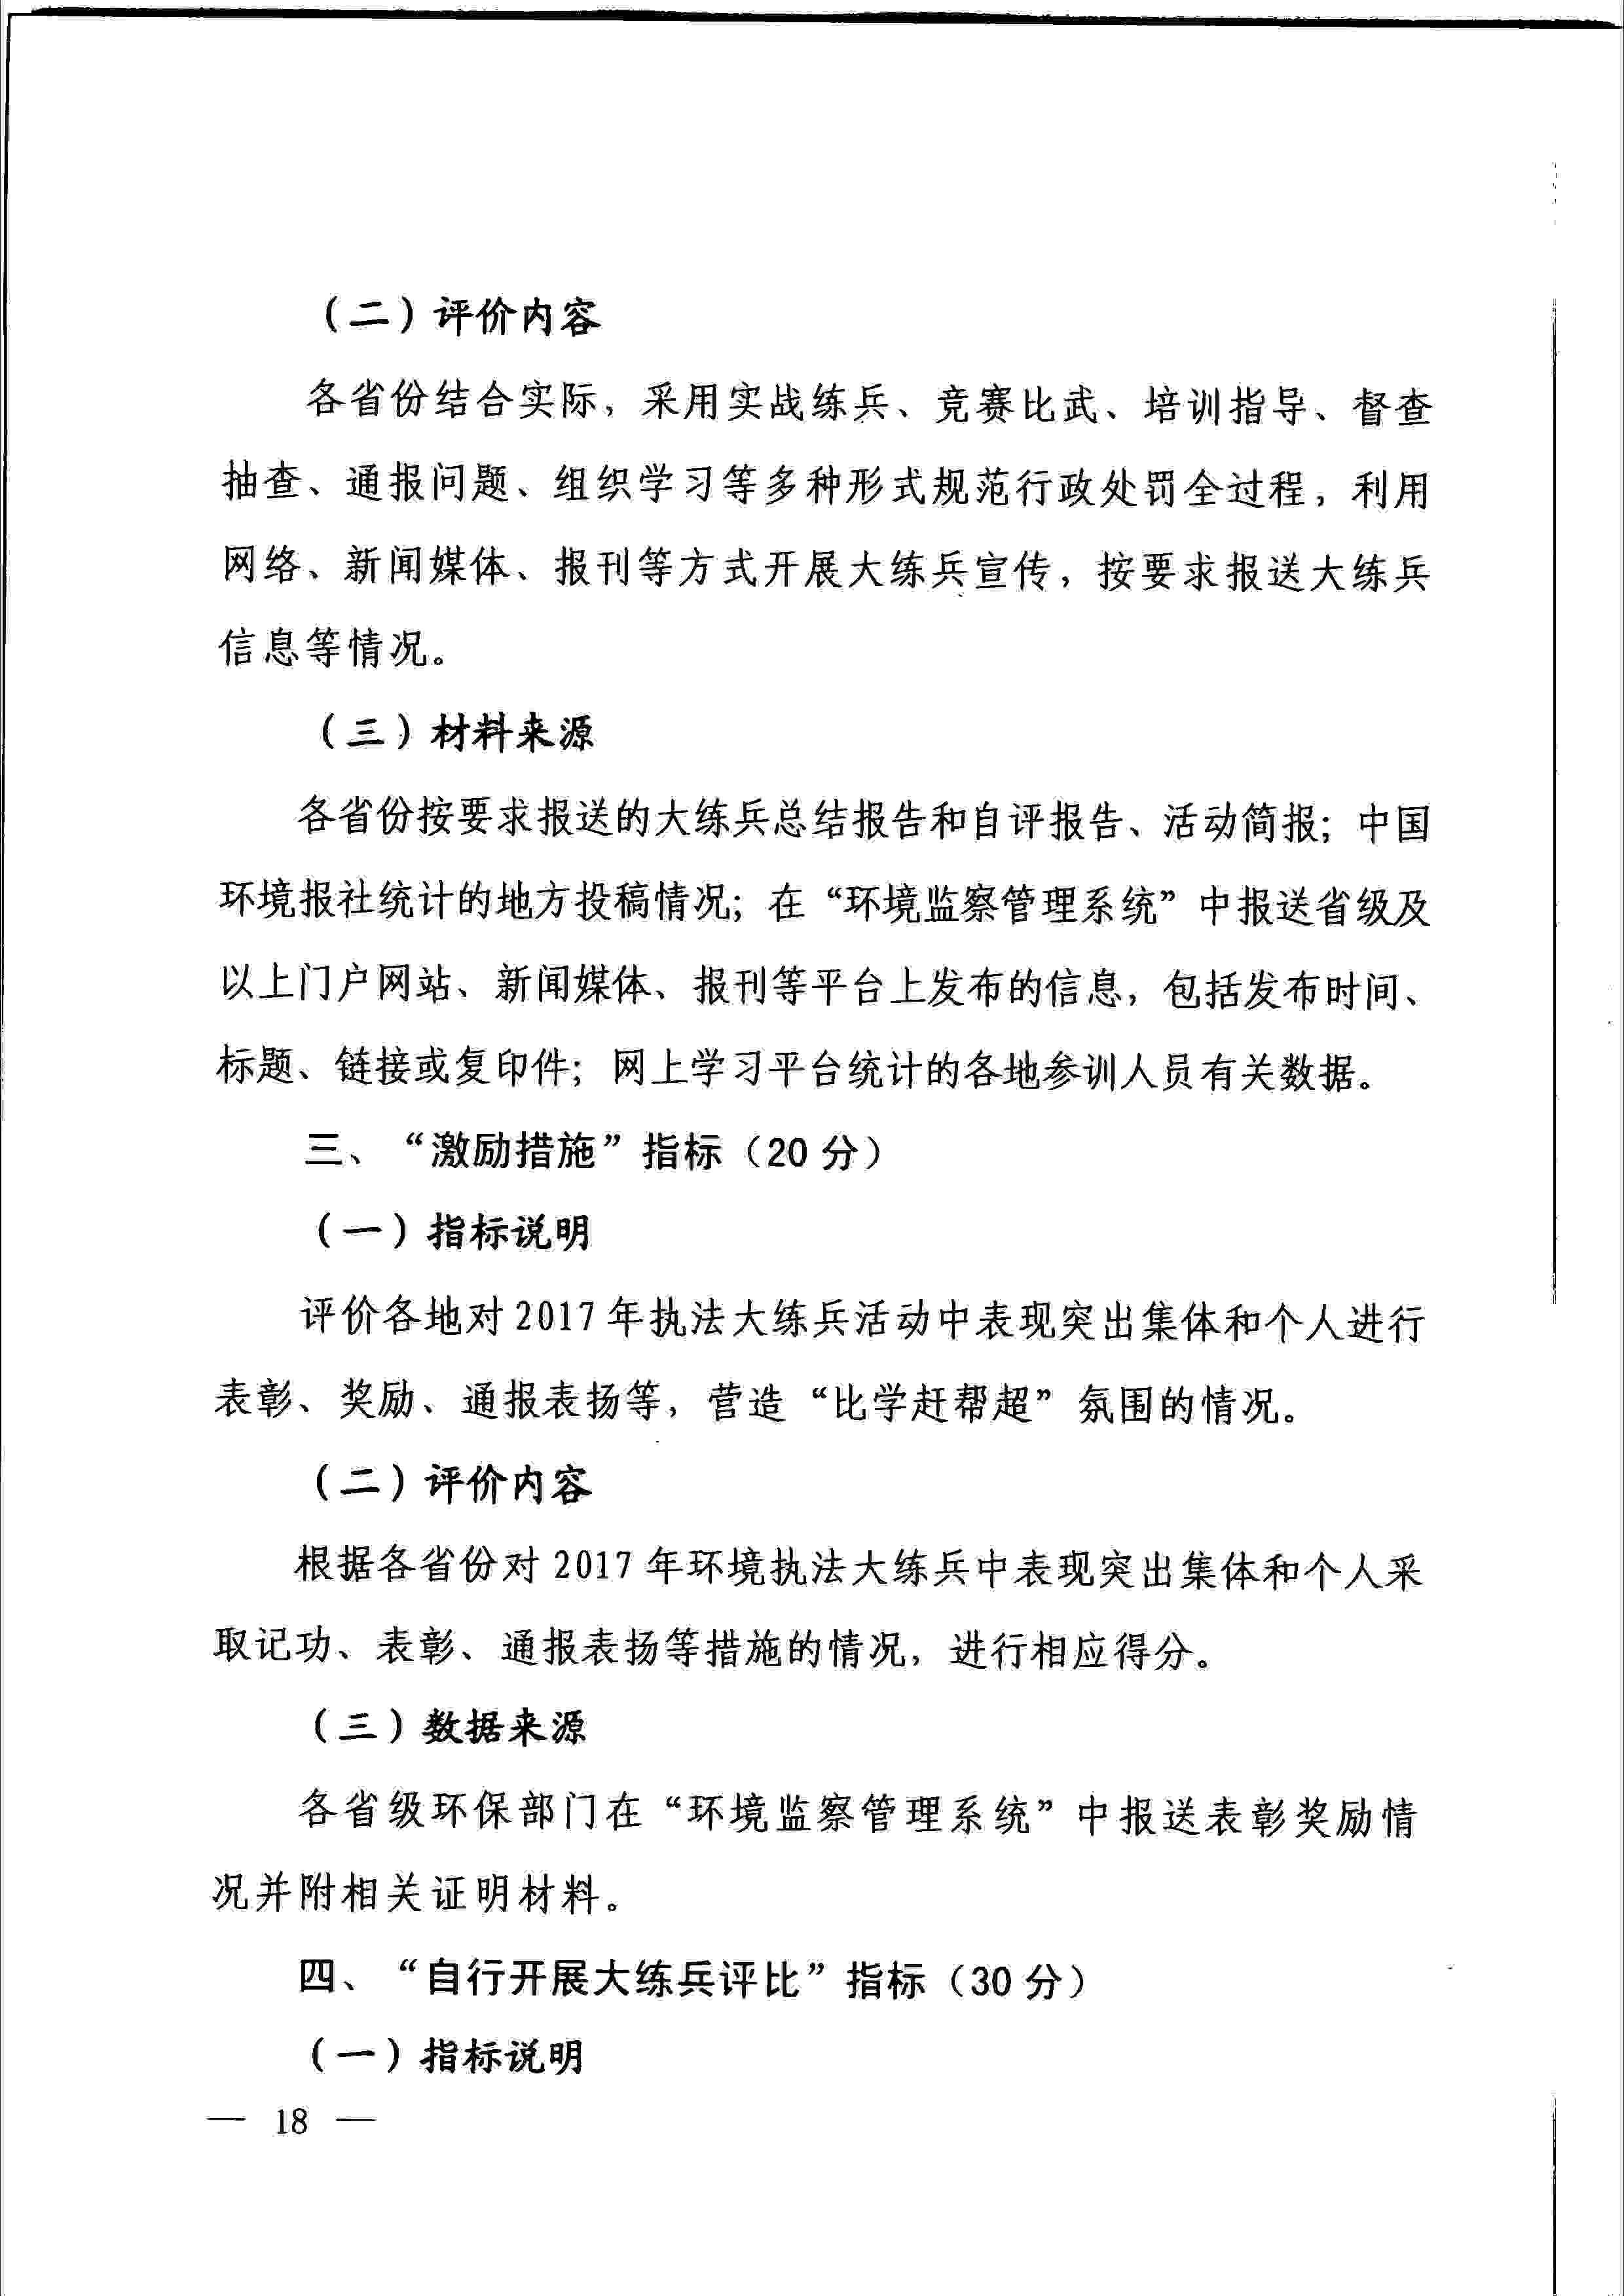 （二）评价内容
各省份结合实际，采用实战练兵、竞赛比武、培训指导、督查
抽查、通报问题、组织学习等多种形式规范行政处罚全过程，利用
网络、新闻媒体、报刊等方式开展大练兵宣传，按要求报送大练兵
信息等情况。
（三）材料来源
各省份按要求报送的大练兵总结报告和自评报告、活动简报；中国
环境报社统计的地方投稿情况；在“环境监察管理系统”中报送省级及
以上门户网站、新闻媒体、报刊等平台上发布的信息，包括发布时间、
标题、链接或复印件；网上学习平台统计的各地参训人员有关数据。
三、“激励措施”指标（20 分）
（一）指标说明
评价各地对 2017 年执法大练兵活动中表现突出集体和个人进行
表彰、奖励、通报表扬等，营造“比学赶帮超”氛围的情况。
（二）评价内容
根据各省份对 2017 年环境执法大练兵中表现突出集体和个人采
取记功、表彰、通报表扬等措施的情况，进行相应得分。
（三）数据来源
各省级环保部门在“环境监察管理系统”中报送表彰奖励情
况并附相关证明材料。
四、“自行开展大练兵评比”指标（30 分）
（一）指标说明
— 18 —